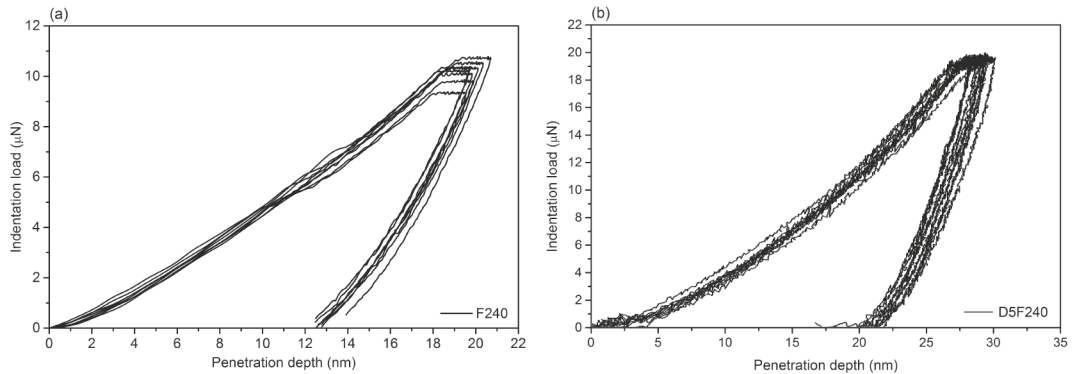 (a)
12
10
8
6
4
2
0
Indentation load (μN)
0 2 4 6 8 10 12 14 16 18 20 22
Penetration depth (nm)
F240
(b)
22
20
18
16
14
12
10
8
6
4
2
0
Indentation load (μN)
0 5 10 15 20 25 30 35
Penetration depth (nm)
D5F240